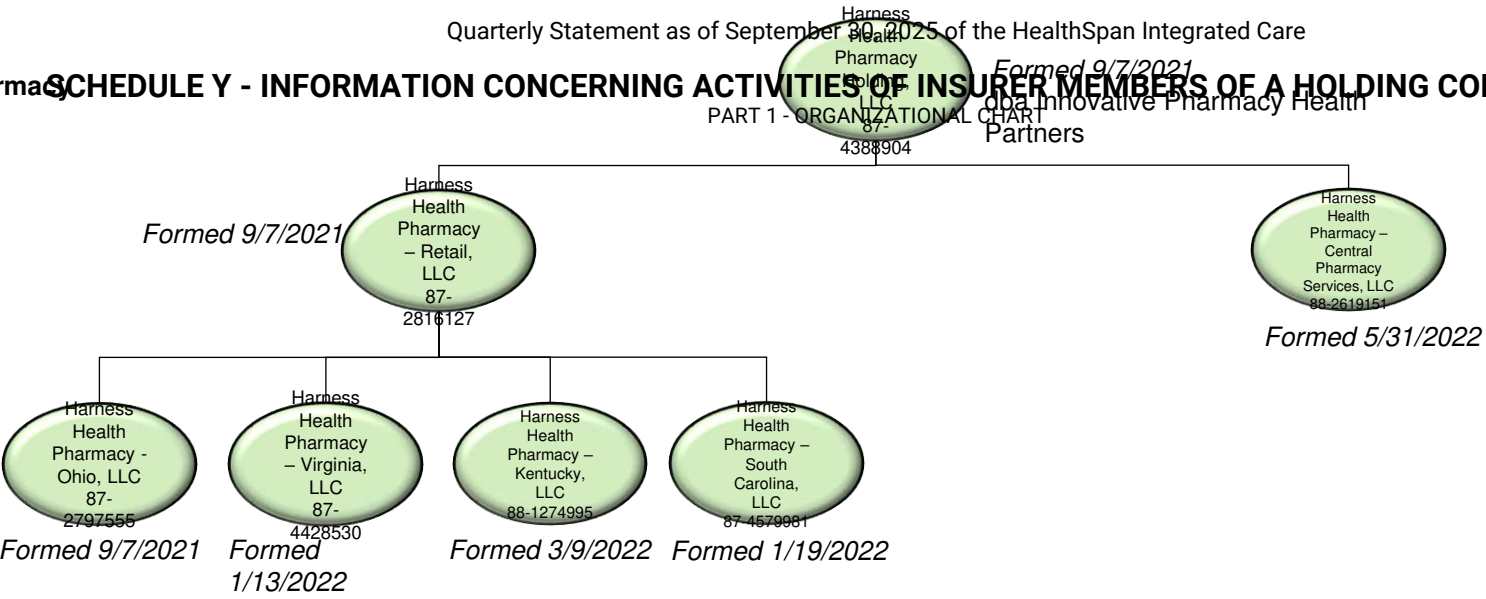 Quarterly Statement as of September 30, 2025 of the HealthSpan Integrated Care
rmacy
SCHEDULE Y - INFORMATION CONCERNING ACTIVITIES OF INSURER MEMBERS OF A HOLDING CO
PART 1 - ORGANIZATIONAL CHART
Harness
Health
Pharmacy
Holding,
LLC
87-
4388904
Formed 9/7/2021
dba Innovative Pharmacy Health
Partners
Formed 9/7/2021
Harness
Health
Pharmacy
– Retail,
LLC
87-
2816127
Harness
Health
Pharmacy –
Central
Pharmacy
Services, LLC
88-2619151
Formed 5/31/2022
Harness
Health
Pharmacy -
Ohio, LLC
87-
2797555
Formed 9/7/2021
Harness
Health
Pharmacy
– Virginia,
LLC
87-
4428530
Formed
1/13/2022
Harness
Health
Pharmacy –
Kentucky,
LLC
88-1274995
Formed 3/9/2022
Harness
Health
Pharmacy –
South
Carolina,
LLC
87-4579981
Formed 1/19/2022